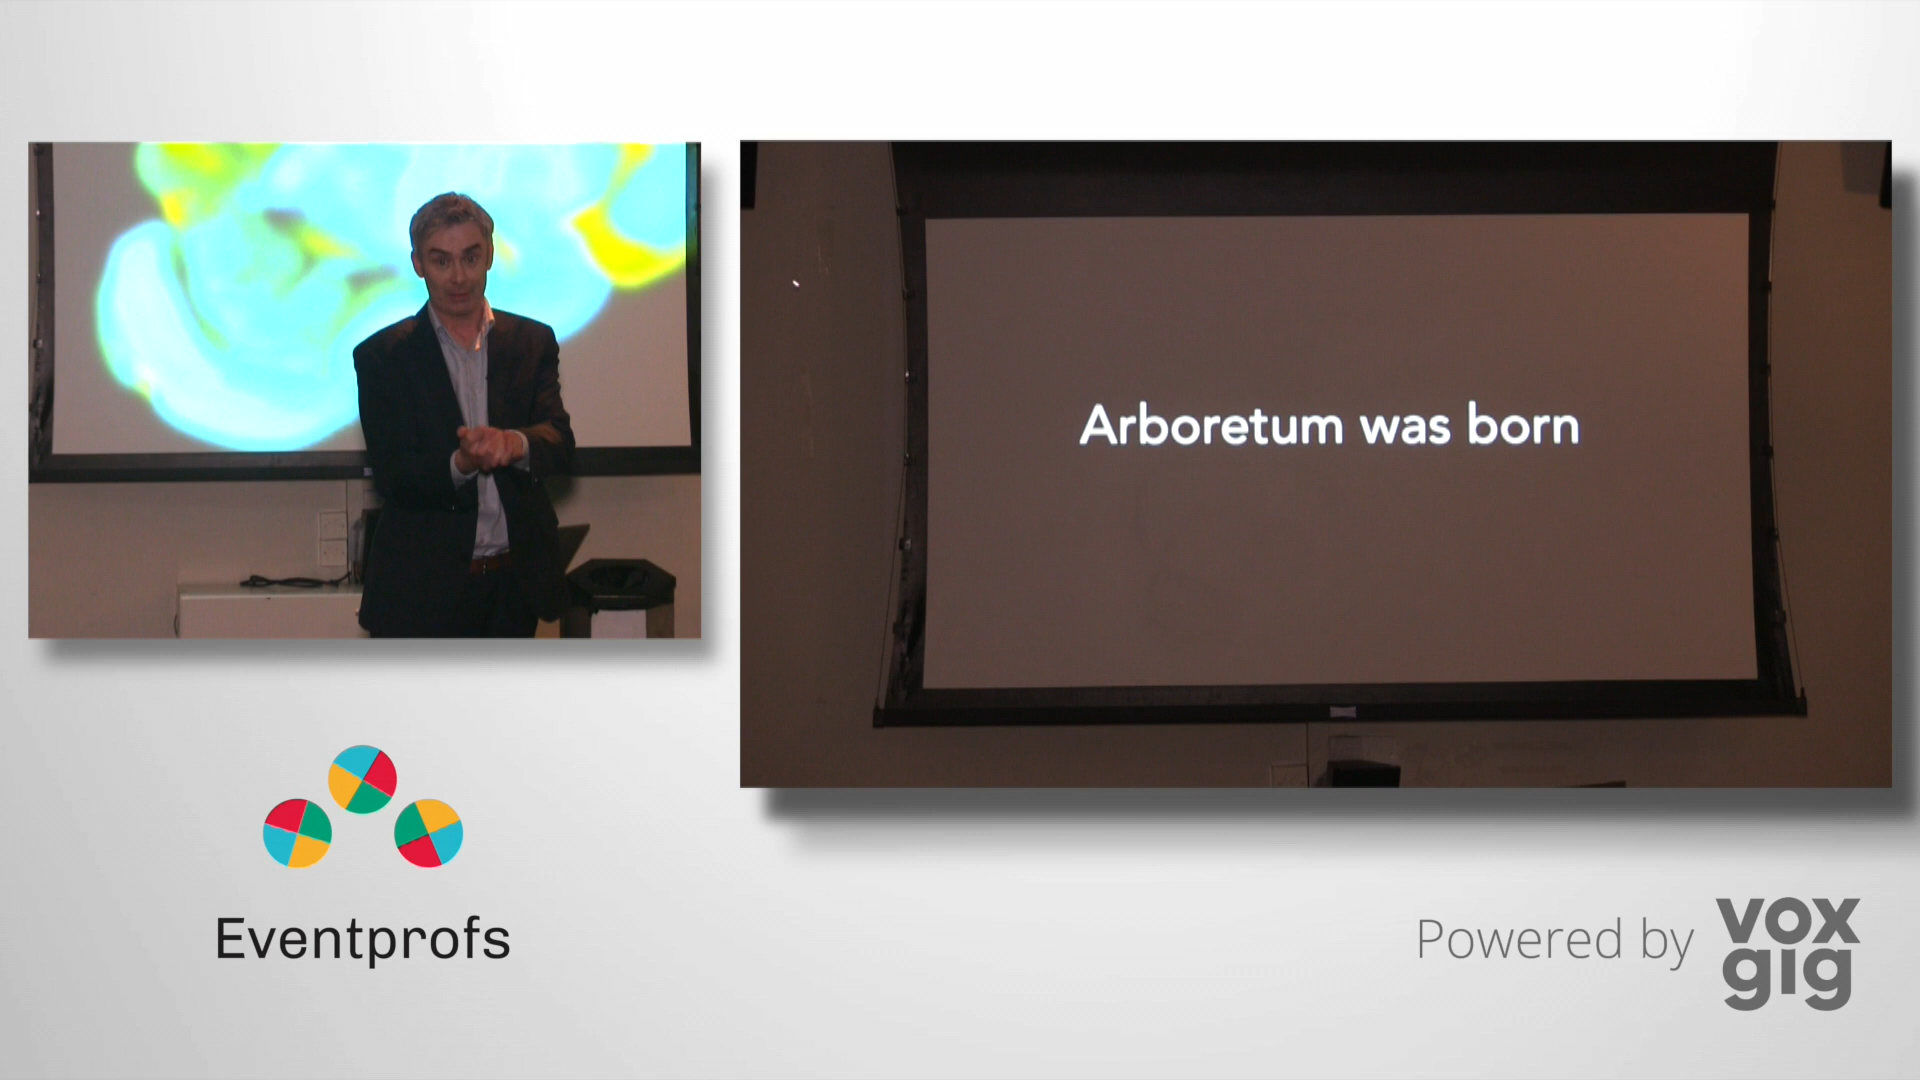 Arboretum was born
Eventprofs
Powered by
vox
gig